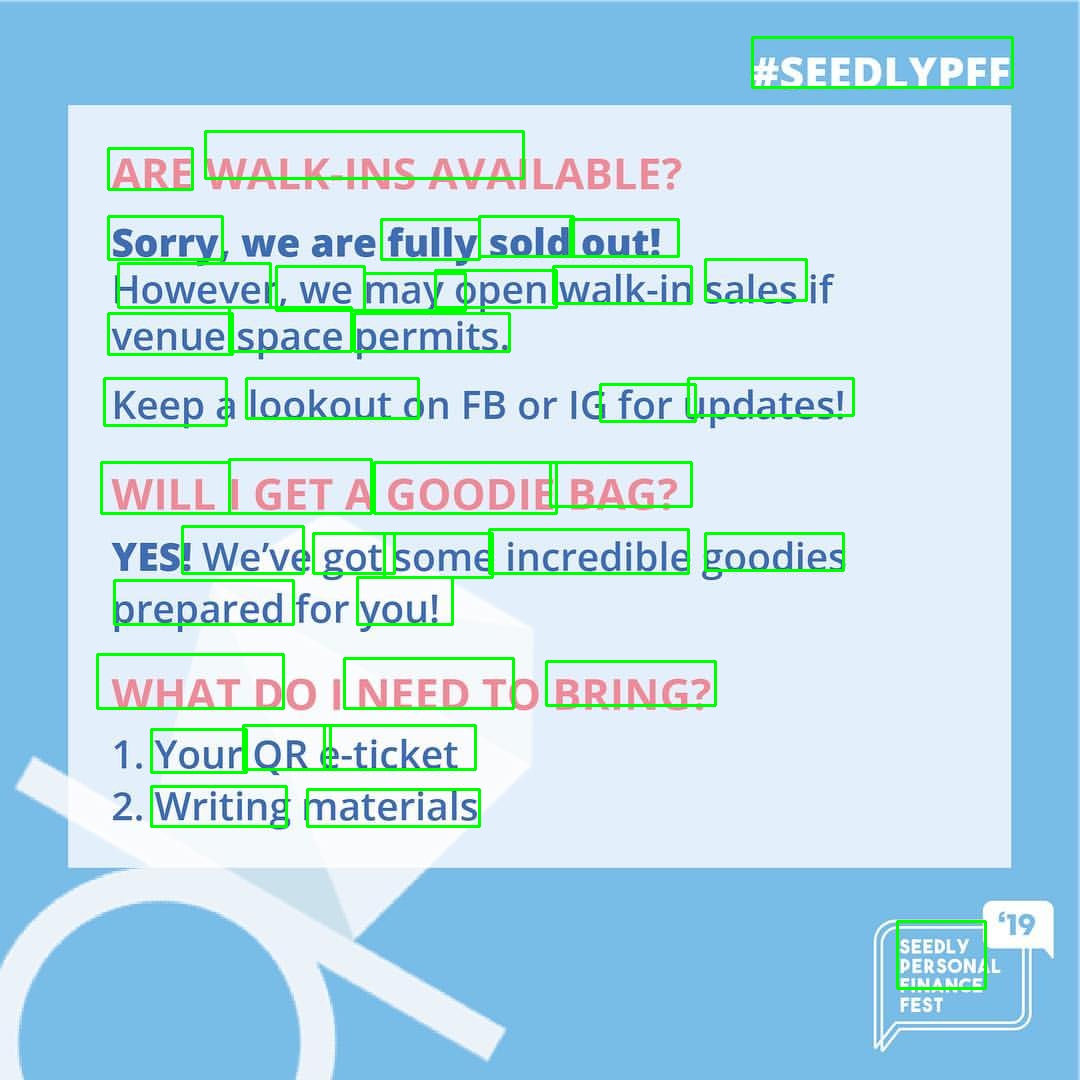 #SEEDLYPFF
ARE WALK-INS AVAILABLE?
Sorry, we are fully sold out!
However, we may open walk-in sales if
venue space permits.
Keep a lookout on FB or IG for updates!
WILL I GET A GOODIE BAG?
YES! We’ve got some incredible goodies
prepared for you!
WHAT DO I NEED TO BRING?
1. Your QR e-ticket
2. Writing materials
‘19
SEEDLY
PERSONAL
FINANCE
FEST